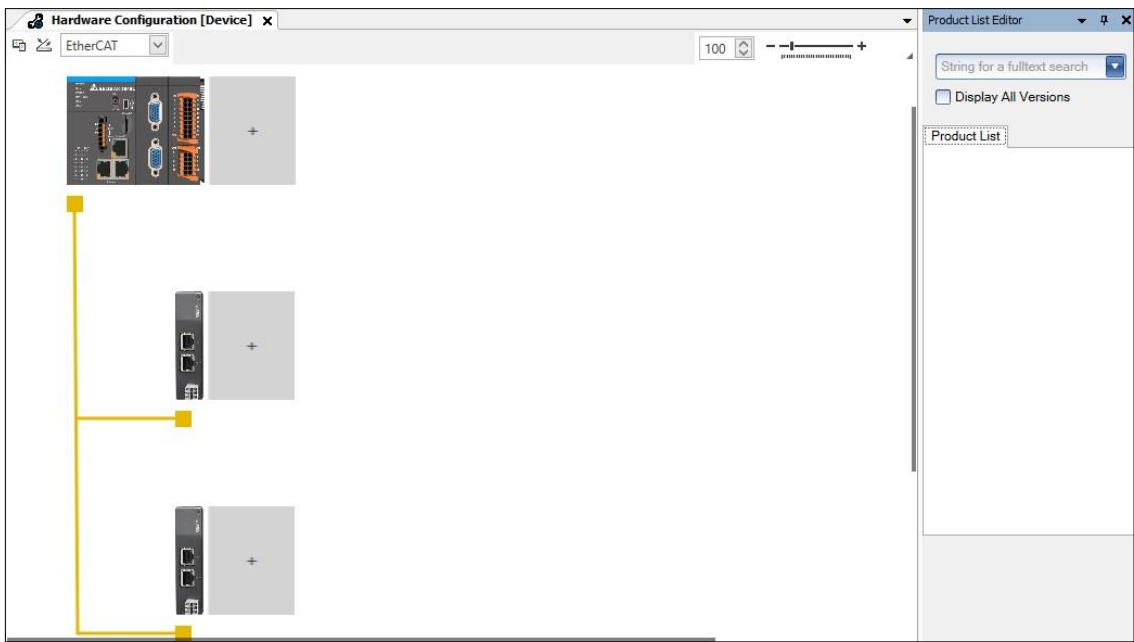 Hardware Configuration [Device]
Product List Editor
EtherCAT
100
String for a fulltext search
Display All Versions
Product List